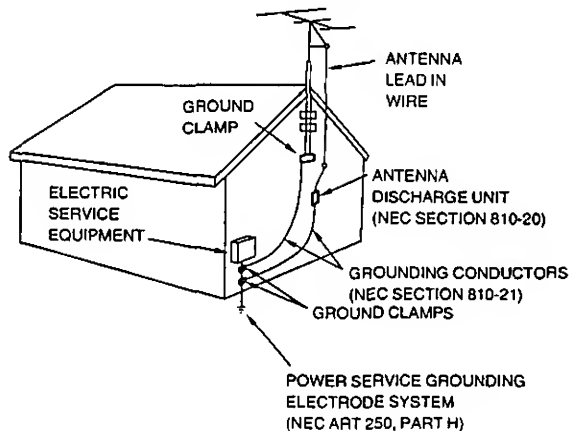 ANTENNA
LEAD IN
WIRE
GROUND
CLAMP
ANTENNA
DISCHARGE UNIT
(NEC SECTION 810-20)
ELECTRIC
SERVICE
EQUIPMENT
GROUNDING CONDUCTORS
(NEC SECTION 810-21)
GROUND CLAMPS
POWER SERVICE GROUNDING
ELECTRODE SYSTEM
(NEC ART 250, PART H)